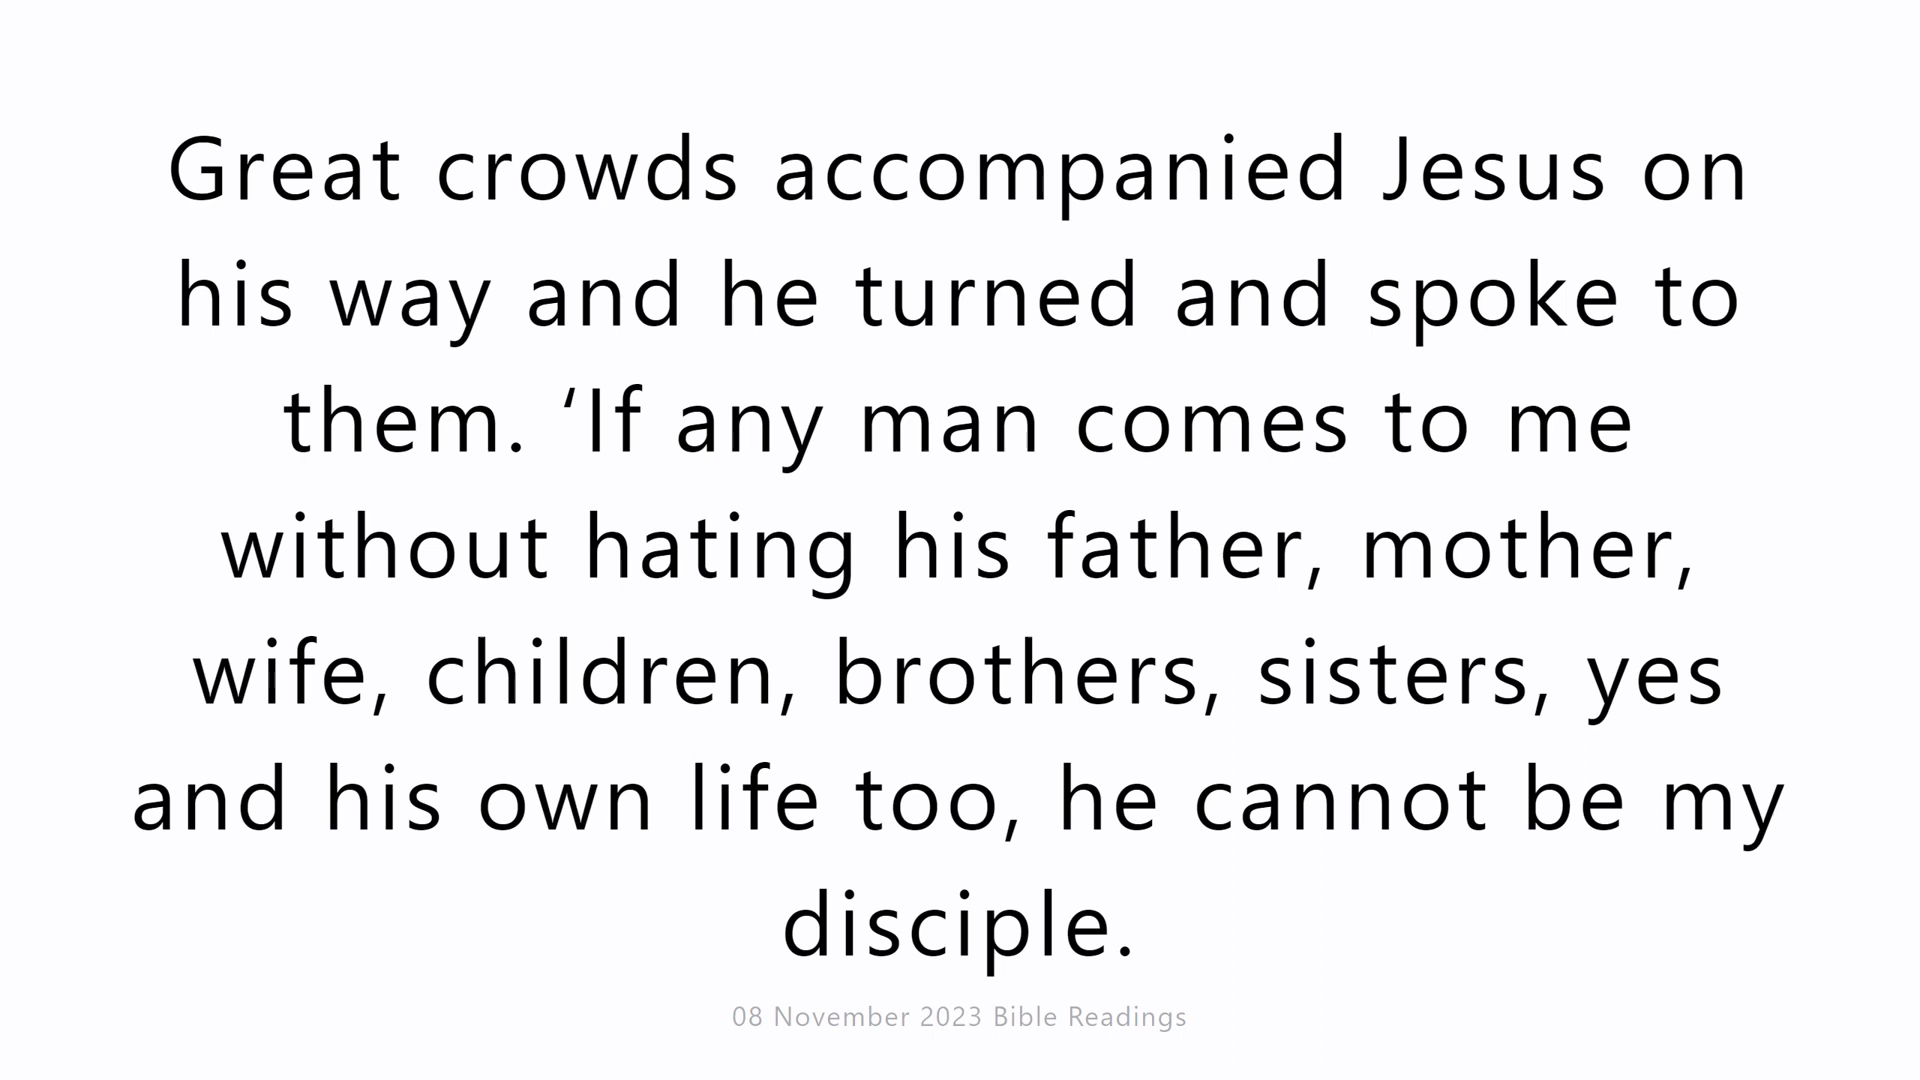 Great crowds accompanied Jesus on
his way and he turned and spoke to
them. ‘If any man comes to me
without hating his father, mother,
wife, children, brothers, sisters, yes
and his own life too, he cannot be my
disciple.
08 November 2023 Bible Readings